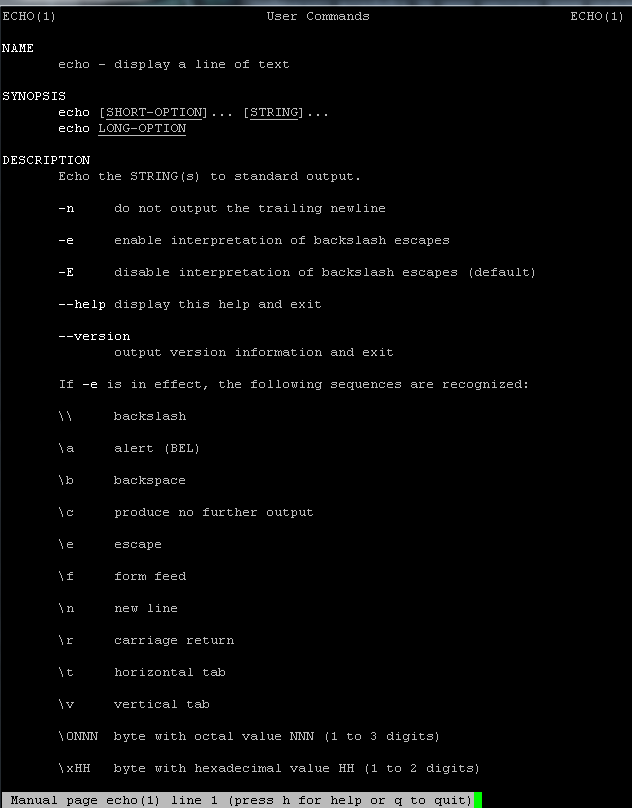 ECHO(1) User Commands ECHO(1)
NAME
echo - display a line of text
SYNOPSIS
echo [SHORT-OPTION]... [STRING]...
echo LONG-OPTION
DESCRIPTION
Echo the STRING(s) to standard output.
-n do not output the trailing newline
-e enable interpretation of backslash escapes
-E disable interpretation of backslash escapes (default)
--help display this help and exit
--version
output version information and exit
If -e is in effect, the following sequences are recognized:
\\ backslash
\a alert (BEL)
\b backspace
\c produce no further output
\e escape
\f form feed
\n new line
\r carriage return
\t horizontal tab
\v vertical tab
\0NNN byte with octal value NNN (1 to 3 digits)
\xHH byte with hexadecimal value HH (1 to 2 digits)
Manual page echo(1) line 1 (press h for help or q to quit)